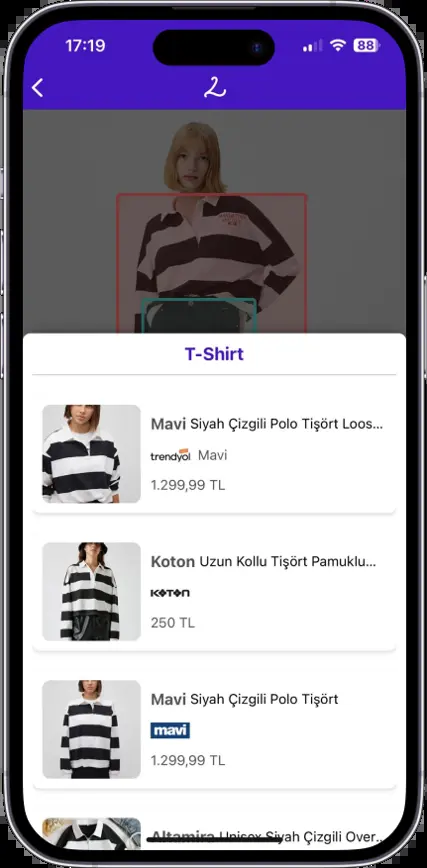 17:19
88
T-Shirt
Mavi Siyah Çizgili Polo Tişört Loos...
trendyol Mavi
1.299,99 TL
Koton Uzun Kollu Tişört Pamuklu...
KOTON
250 TL
Mavi Siyah Çizgili Polo Tişört
mavi
1.299,99 TL
Altamira Unisex Siyah Çizgili Over...